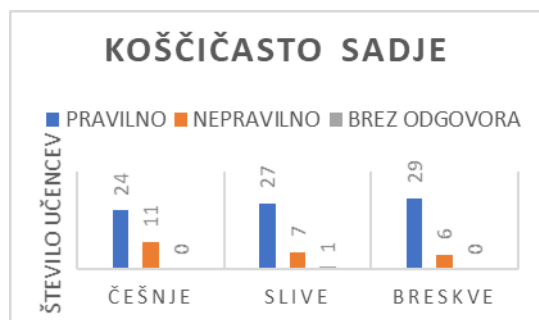 KOŠČIČASTO SADJE
PRAVILNO NEPRAVILNO BREZ ODGOVORA
ŠTEVILO UČENCEV
24 11 0 27 7 1 29 6 0
ČEŠNJE SLIVE BRESKVE